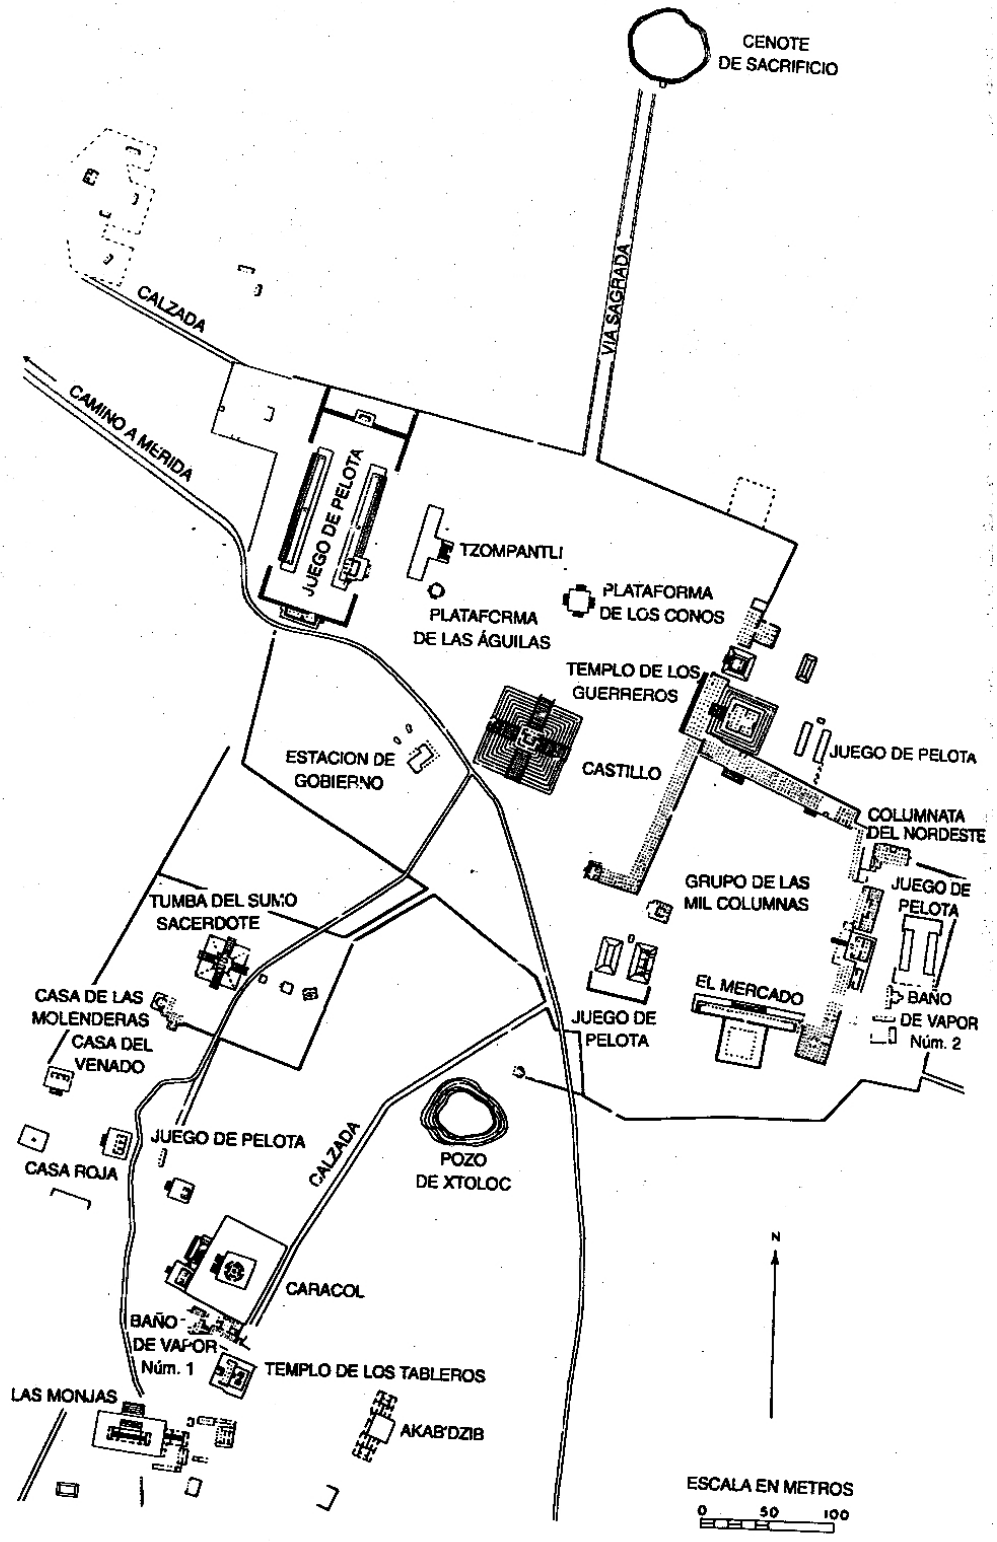 CENOTE
DE SACRIFICIO
VIA SAGRADA
CALZADA
CAMINO A MERIDA
JUEGO DE PELOTA
TZOMPANTLI
PLATAFORMA
DE LAS ÁGUILAS
PLATAFORMA
DE LOS CONOS
TEMPLO DE LOS
GUERREROS
CASTILLO
JUEGO DE PELOTA
ESTACION DE
GOBIERNO
COLUMNATA
DEL NORDESTE
JUEGO DE
PELOTA
GRUPO DE LAS
MIL COLUMNAS
TUMBA DEL SUMO
SACERDOTE
EL MERCADO
BAÑO
DE VAPOR
Núm. 2
CASA DE LAS
MOLENDERAS
CASA DEL
VENADO
JUEGO DE
PELOTA
JUEGO DE PELOTA
CASA ROJA
CALZADA
POZO
DE XTOLOC
N
CARACOL
BAÑO
DE VAPOR
Núm. 1
TEMPLO DE LOS TABLEROS
LAS MONJAS
AKAB'DZIB
ESCALA EN METROS
0 50 100